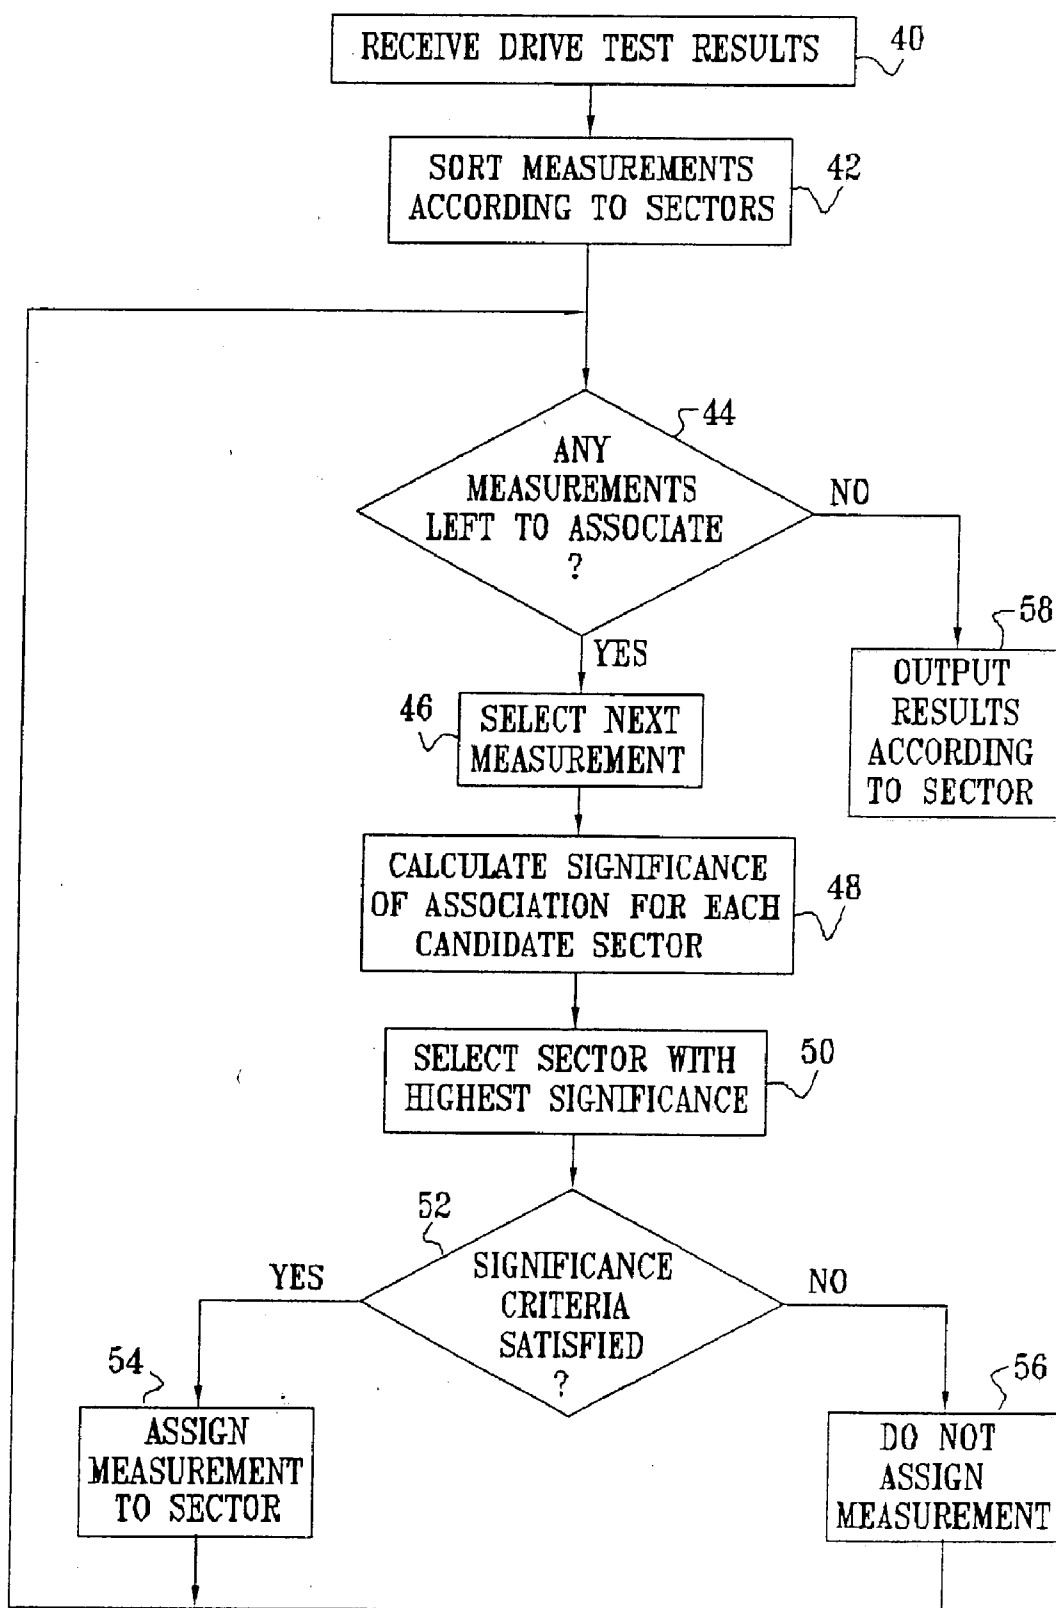 RECEIVE DRIVE TEST RESULTS
40
SORT MEASUREMENTS
ACCORDING TO SECTORS
42
44
ANY
MEASUREMENTS
LEFT TO ASSOCIATE
?
NO
YES
58
OUTPUT
RESULTS
ACCORDING
TO SECTOR
46
SELECT NEXT
MEASUREMENT
CALCULATE SIGNIFICANCE
OF ASSOCIATION FOR EACH
CANDIDATE SECTOR
48
SELECT SECTOR WITH
HIGHEST SIGNIFICANCE
50
52
SIGNIFICANCE
CRITERIA
SATISFIED
?
YES
NO
54
ASSIGN
MEASUREMENT
TO SECTOR
56
DO NOT
ASSIGN
MEASUREMENT